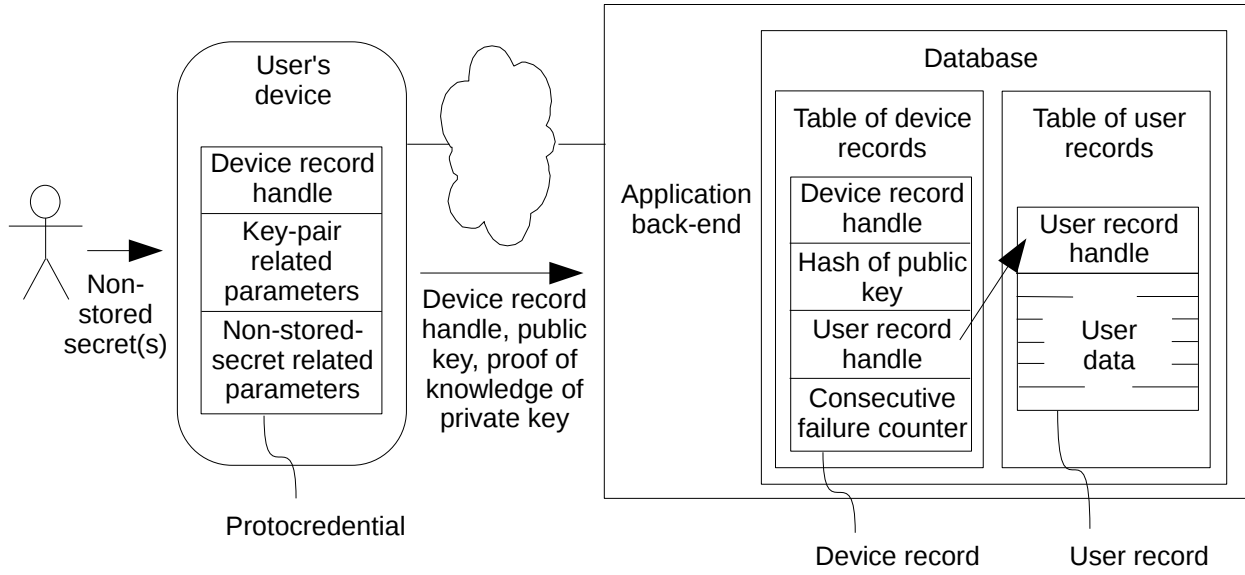 Non-
stored
secret(s)
User's
device
Device record
handle
Key-pair
related
parameters
Non-stored-
secret related
parameters
Protocredential
Device record
handle, public
key, proof of
knowledge of
private key
Application
back-end
Database
Table of device
records
Device record
handle
Hash of public
key
User record
handle
Consecutive
failure counter
Device record
Table of user
records
User record
handle
User
data
User record